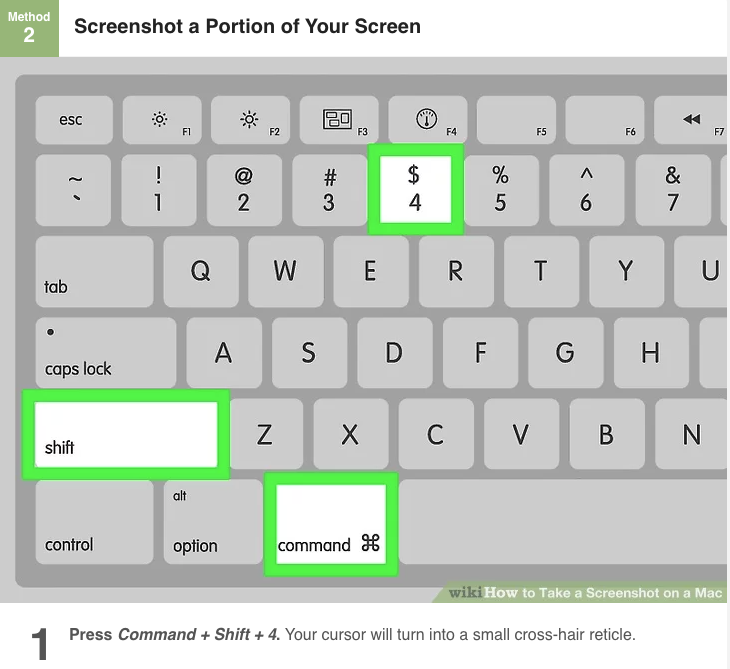 Method
2
Screenshot a Portion of Your Screen
esc
F1
F2
F3
F4
F5
F6
F7
~
`
!
1
@
2
#
3
$
4
%
5
^
6
&
7
tab
Q
W
E
R
T
Y
U
caps lock
A
S
D
F
G
H
shift
Z
X
C
V
B
N
control
alt
option
command ⌘
wikiHow to Take a Screenshot on a Mac
1
Press Command + Shift + 4. Your cursor will turn into a small cross-hair reticle.